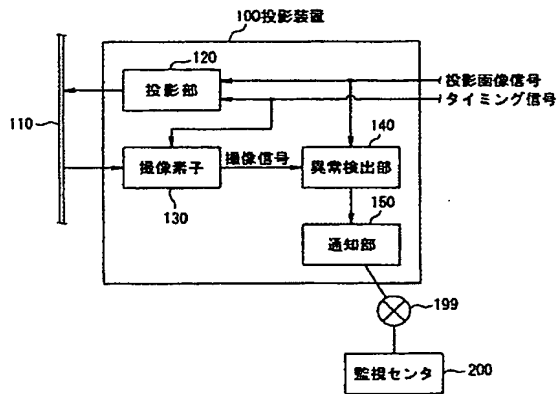 100投影装置
120
投影部
投影画像信号
タイミング信号
110
140
撮像素子
撮像信号
異常検出部
130
150
通知部
199
監視センタ
200